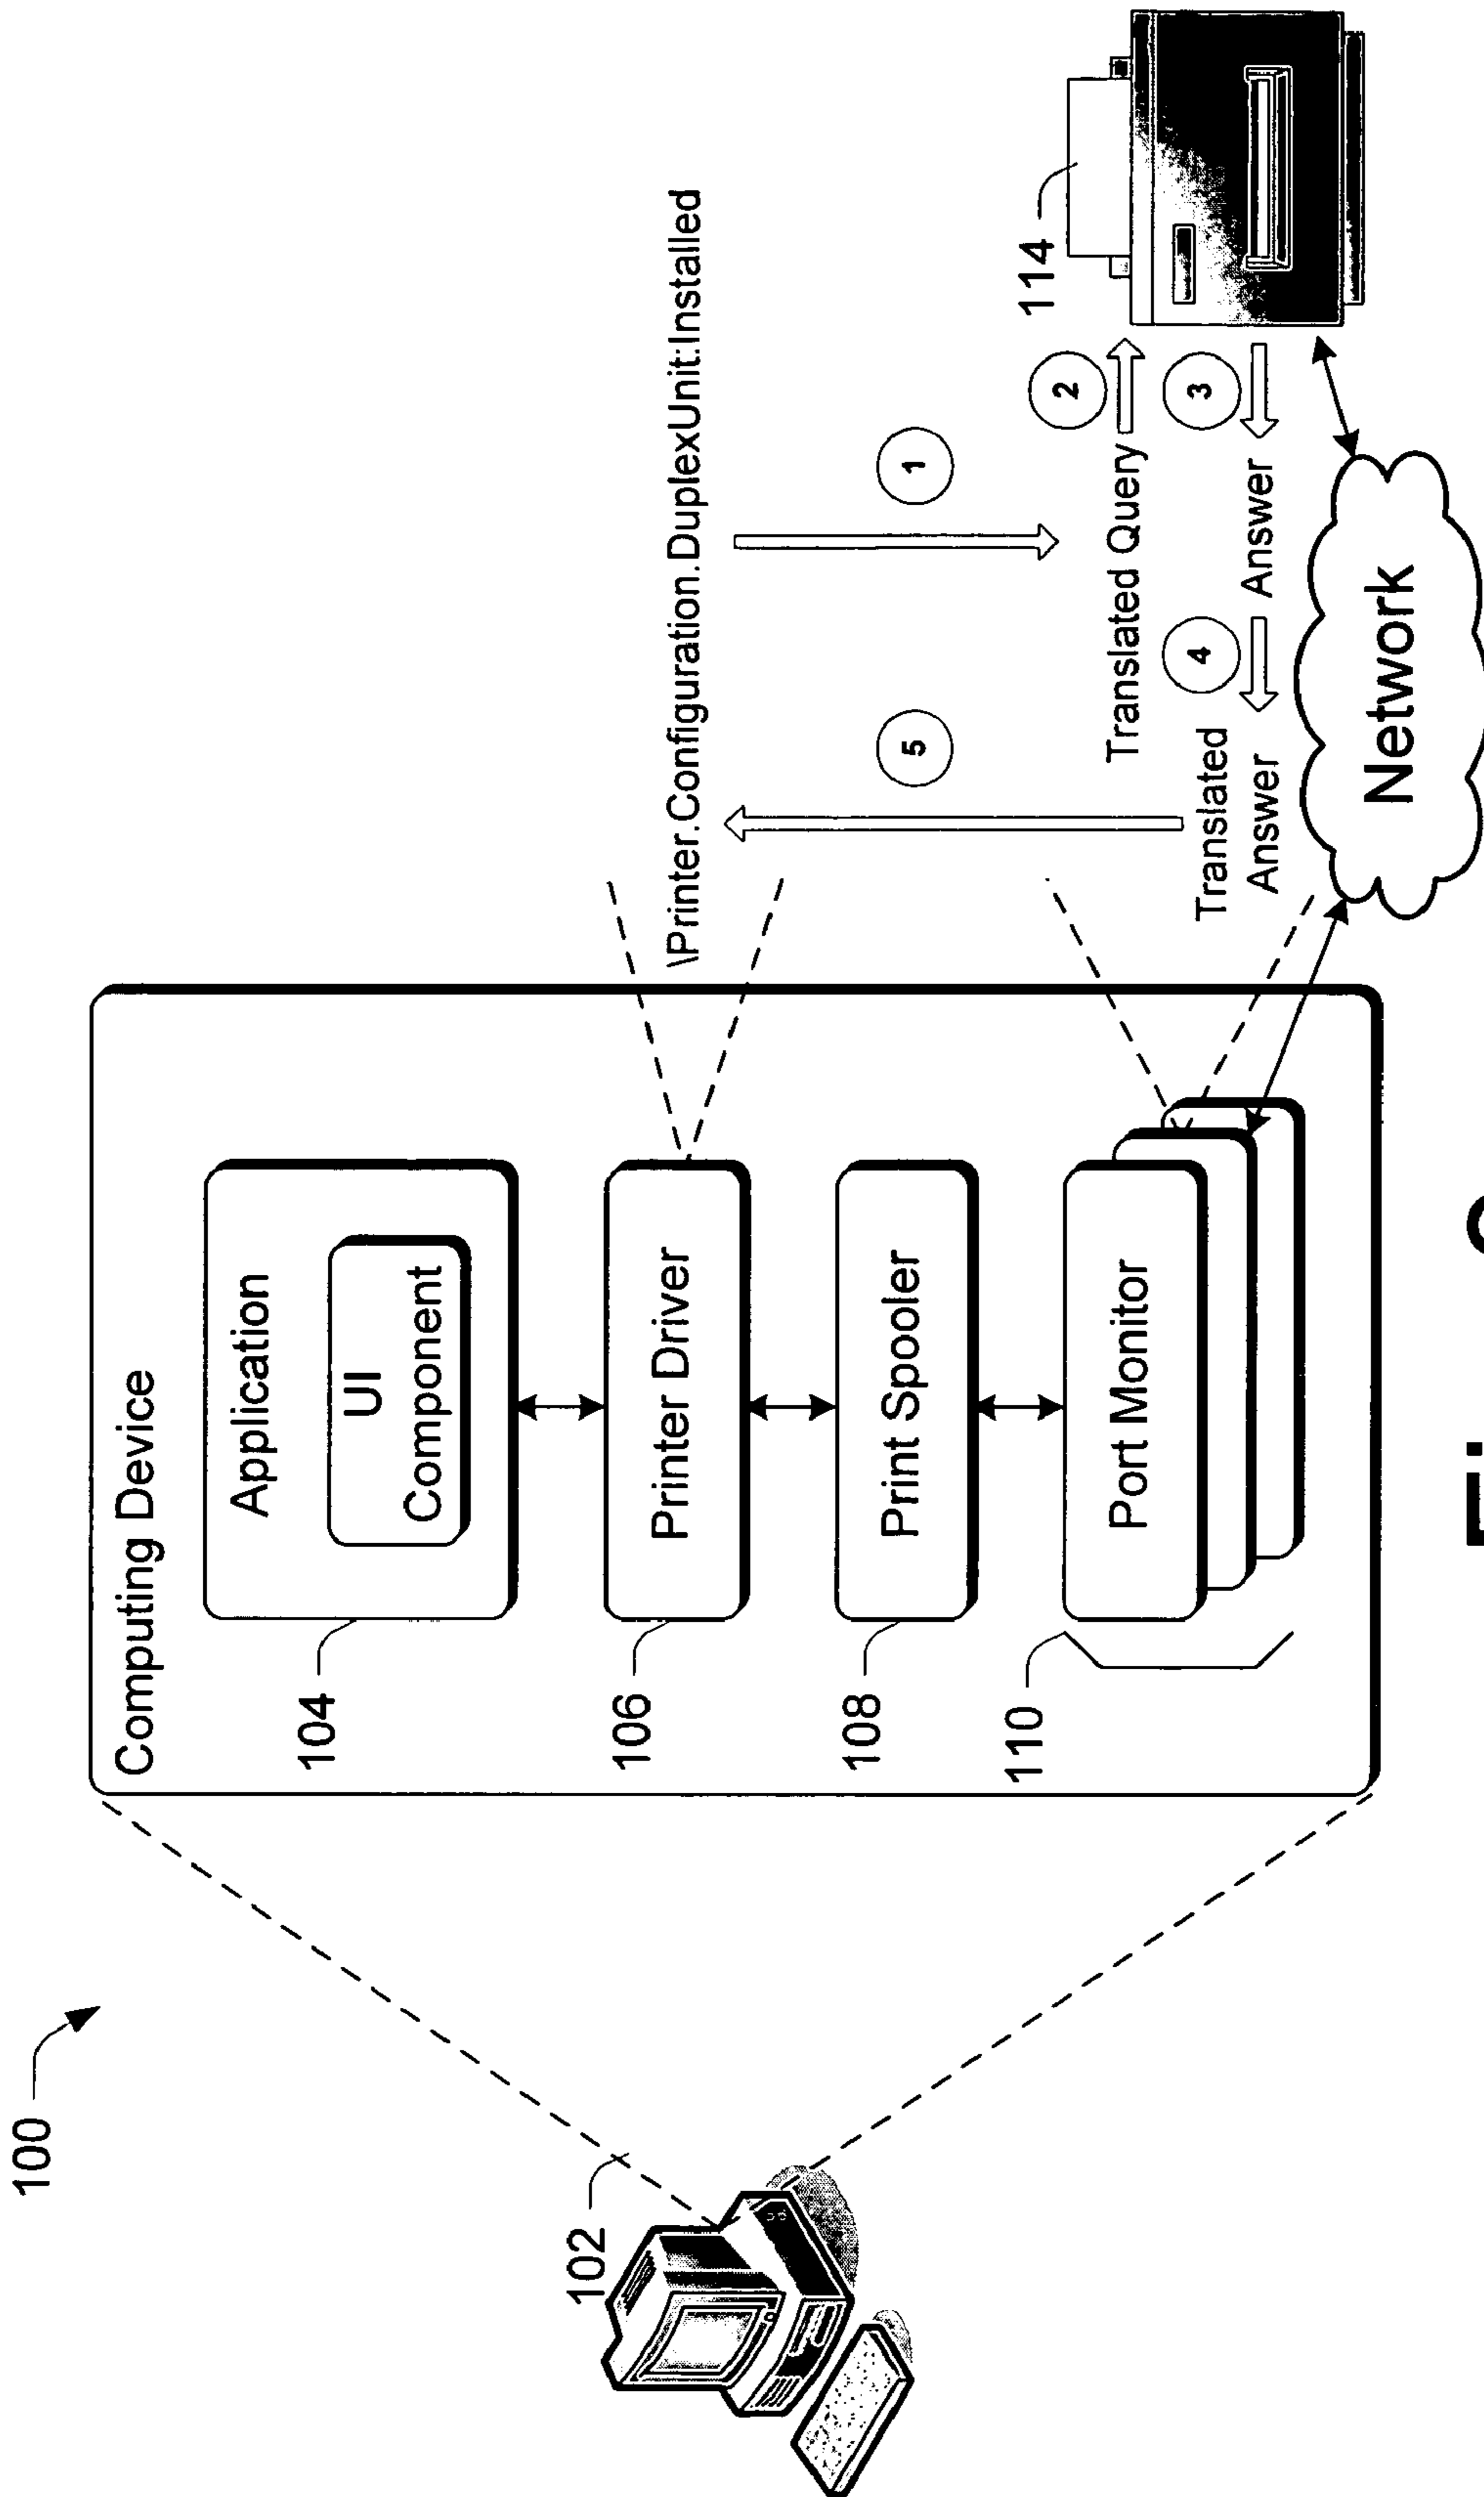 100
102
Computing Device
104
Application
UI
Component
106
Printer Driver
108
Print Spooler
110
Port Monitor
\Printer.Configuration.DuplexUnit:Installed
5
1
Translated Query
2
114
Translated
Answer
4
Answer
3
Network